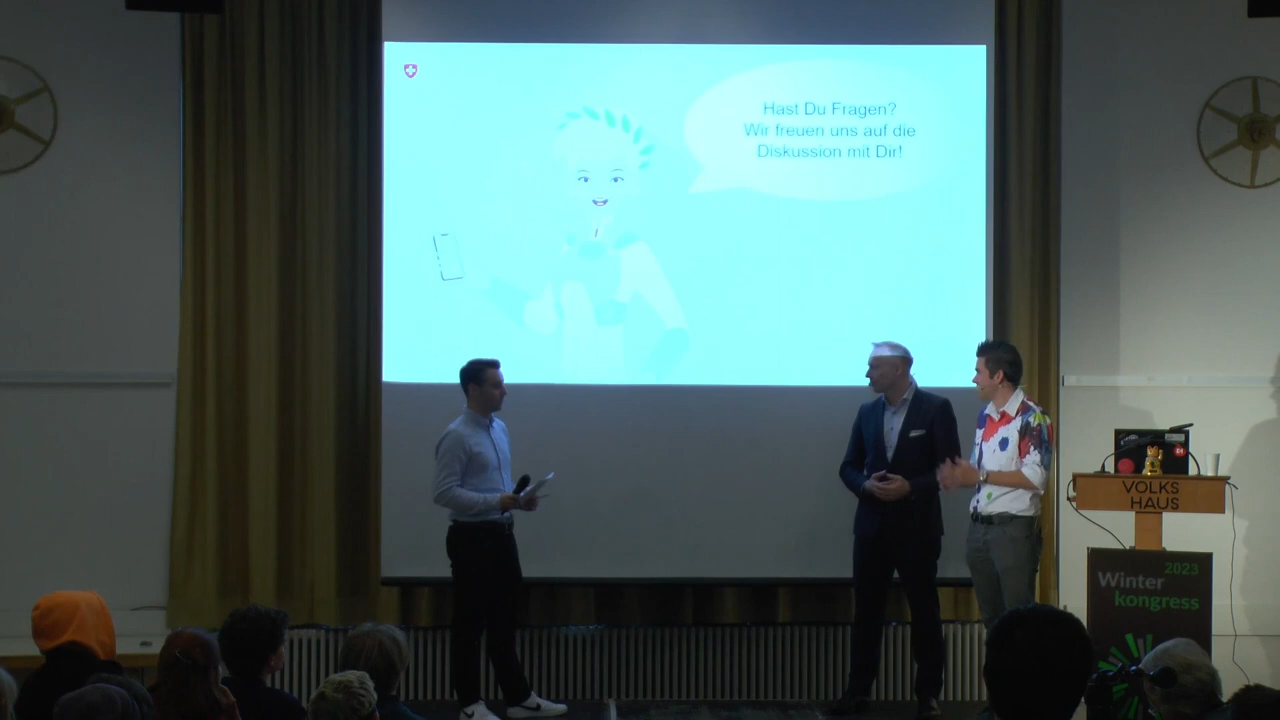 Hast Du Fragen?
Wir freuen uns auf die
Diskussion mit Dir!
VOLKS
HAUS
2023
Winter
kongress